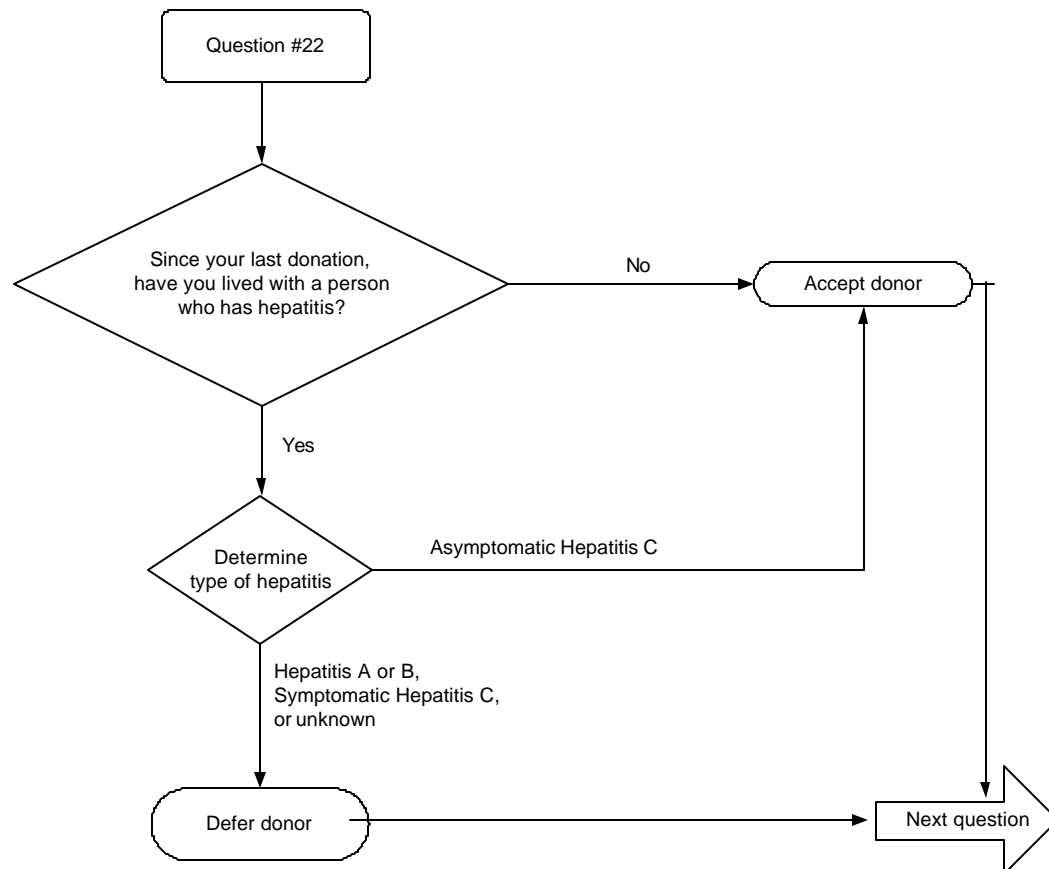 Question #22
Since your last donation,
have you lived with a person
who has hepatitis?
No
Accept donor
Yes
Determine
type of hepatitis
Asymptomatic Hepatitis C
Hepatitis A or B,
Symptomatic Hepatitis C,
or unknown
Defer donor
Next question